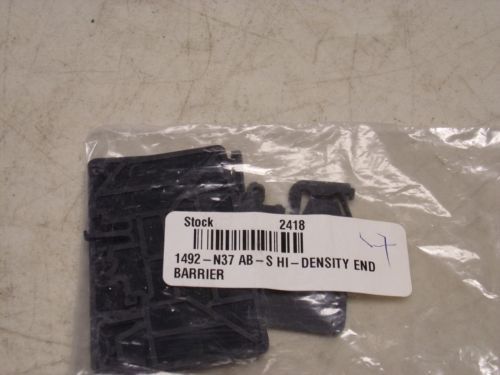 Stock 2418
1492-N37 AB-S HI-DENSITY END
BARRIER